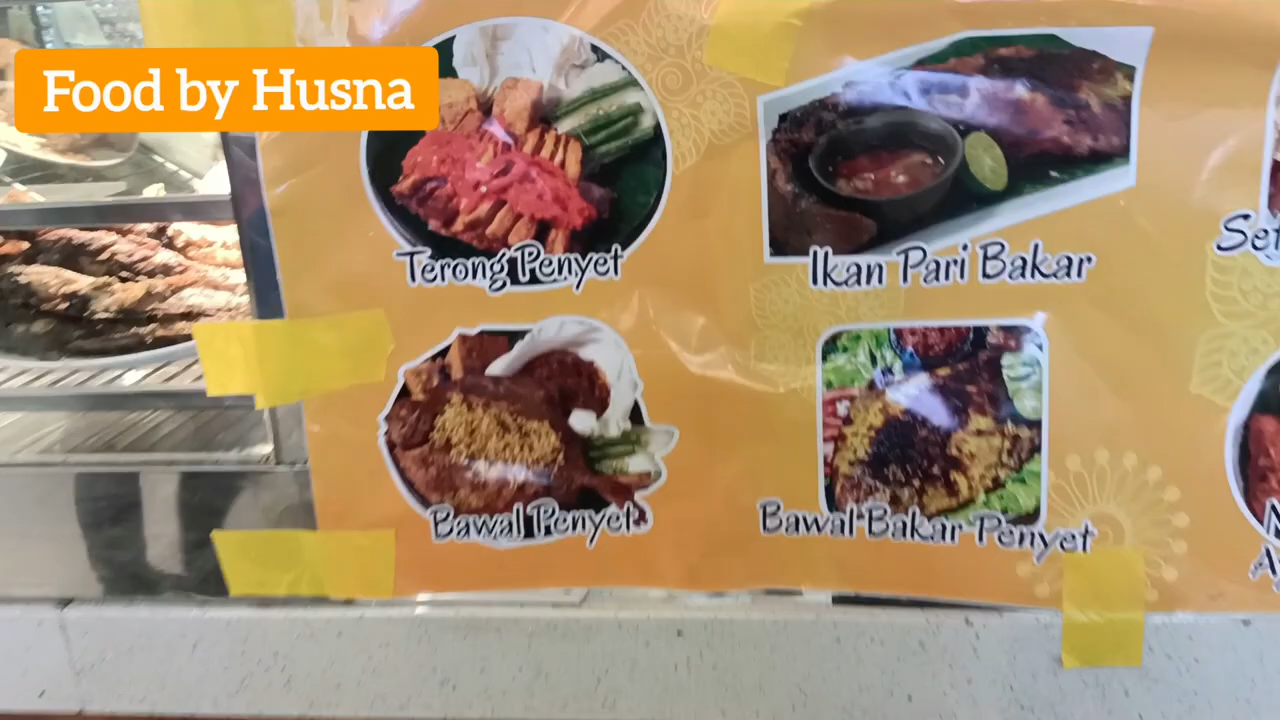 Food by Husna
Terong Penyet
Ikan Pari Bakar
Bawal Penyet
Bawal Bakar Penyet